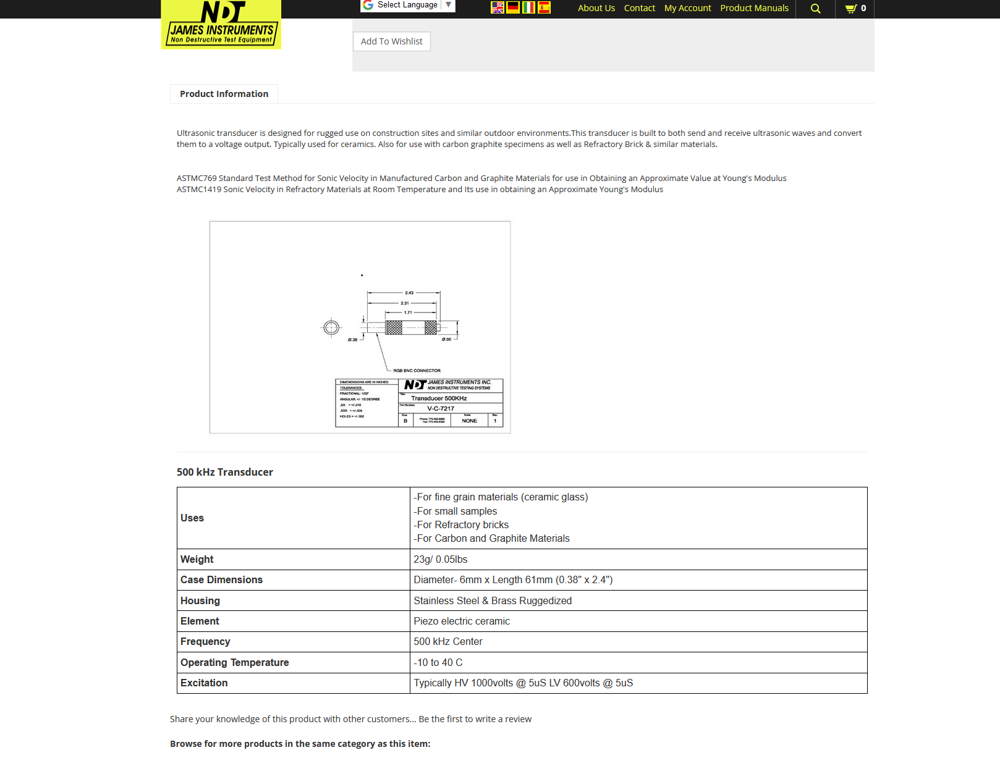 NDT
JAMES INSTRUMENTS
Non Destructive Test Equipment
Select Language ▼
About Us Contact My Account Product Manuals 0
Add To Wishlist
Product Information
Ultrasonic transducer is designed for rugged use on construction sites and similar outdoor environments.This transducer is built to both send and receive ultrasonic waves and convert
them to a voltage output. Typically used for ceramics. Also for use with carbon graphite specimens as well as Refractory Brick & similar materials.
ASTMC769 Standard Test Method for Sonic Velocity in Manufactured Carbon and Graphite Materials for use in Obtaining an Approximate Value at Young's Modulus
ASTMC1419 Sonic Velocity in Refractory Materials at Room Temperature and Its use in obtaining an Approximate Young's Modulus
2.43
2.31
1.71
Ø.38
Ø.50
RGB BNC CONNECTOR
DIMENENSIONS ARE IN INCHES:
TOLERANCES:
FRACTIONAL: 1/32"
ANGULAR: +/- 1/2 DEGREE
.XX = +/-.010
.XXX = +/-.005
HOLES = +/-.002
NDT JAMES INSTRUMENTS INC.
NON DESTRUCTIVE TESTING SYSTEMS
Title:
Transducer 500KHz
Part Number:
V-C-7217
Size
B
Scale
NONE
Rev.
1
500 kHz Transducer
Uses
-For fine grain materials (ceramic glass)
-For small samples
-For Refractory bricks
-For Carbon and Graphite Materials
Weight 23g/ 0.05lbs
Case Dimensions Diameter- 6mm x Length 61mm (0.38" x 2.4")
Housing Stainless Steel & Brass Ruggedized
Element Piezo electric ceramic
Frequency 500 kHz Center
Operating Temperature -10 to 40 C
Excitation Typically HV 1000volts @ 5uS LV 600volts @ 5uS
Share your knowledge of this product with other customers... Be the first to write a review
Browse for more products in the same category as this item: